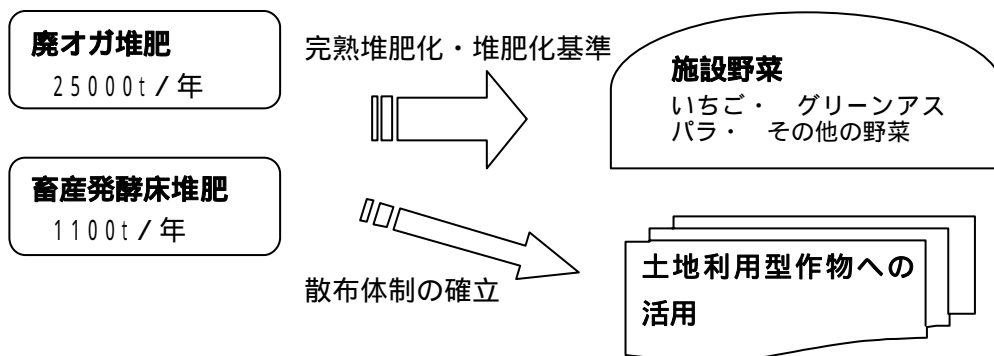 廃オガ堆肥
25000t/年
畜産発酵床堆肥
1100t/年
完熟堆肥化・堆肥化基準
散布体制の確立
施設野菜
いちご・　グリーンアス
パラ・　その他の野菜
土地利用型作物への
活用